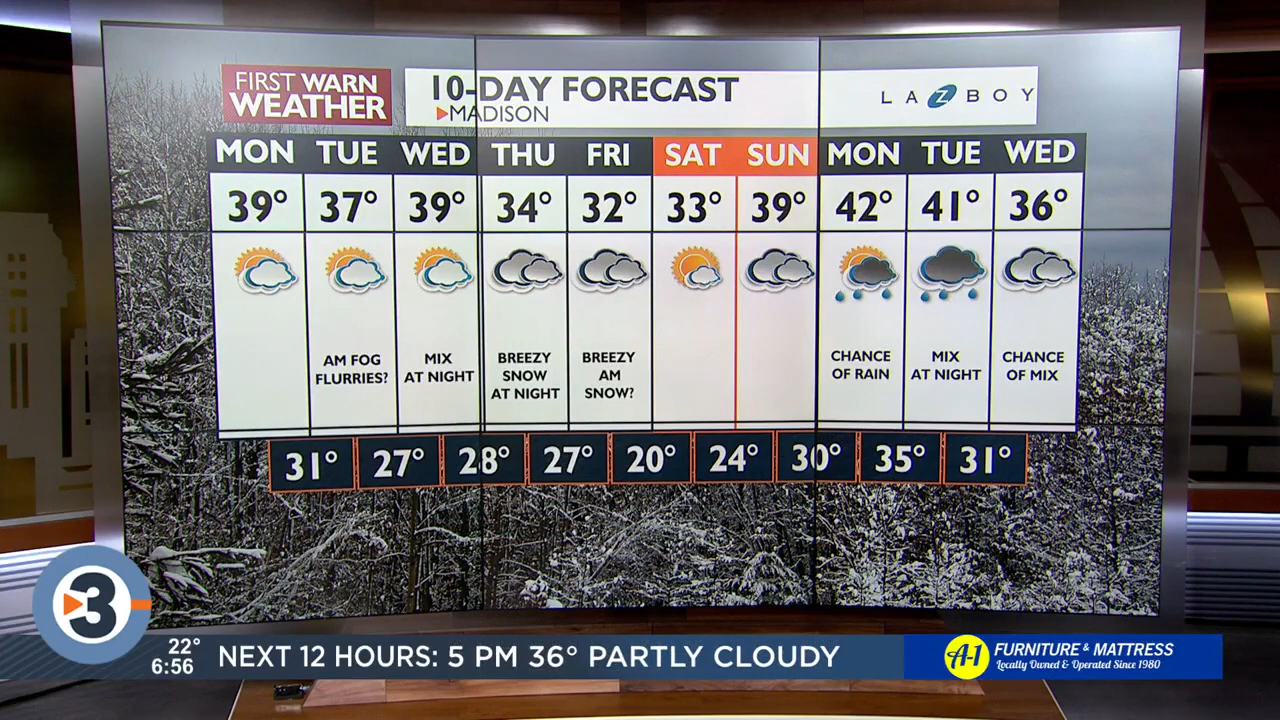 FIRST WARN
WEATHER
10-DAY FORECAST
MADISON
LA Z BOY
MON TUE WED THU FRI SAT SUN MON TUE WED
39° 37° 39° 34° 32° 33° 39° 42° 41° 36°
AM FOG
FLURRIES?
MIX
AT NIGHT
BREEZY
SNOW
AT NIGHT
BREEZY
AM
SNOW?
CHANCE
OF RAIN
MIX
AT NIGHT
CHANCE
OF MIX
31° 27° 28° 27° 20° 24° 30° 35° 31°
3
22°
6:56
NEXT 12 HOURS: 5 PM 36° PARTLY CLOUDY
A-1
FURNITURE & MATTRESS
Locally Owned & Operated Since 1980